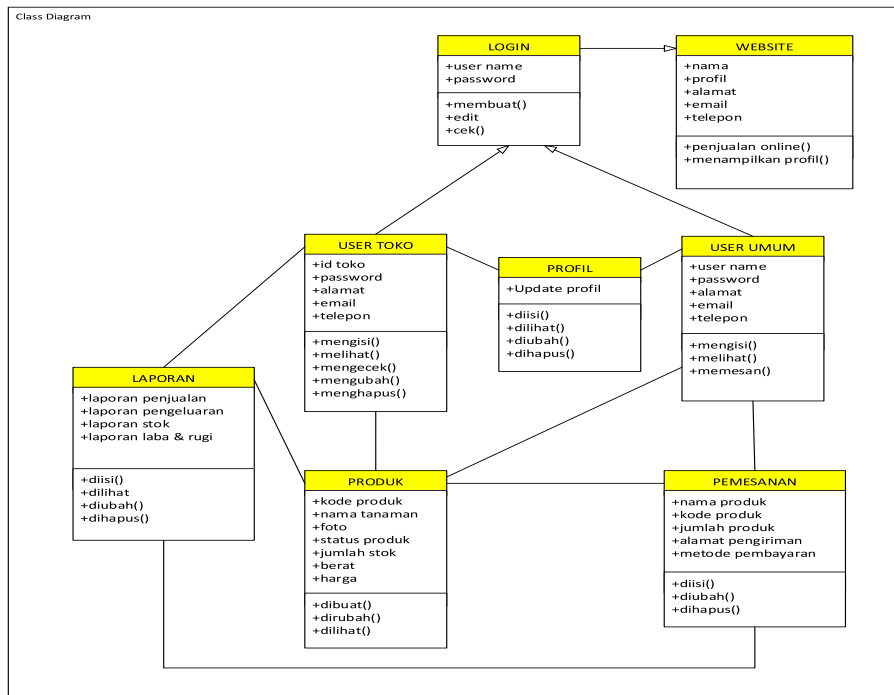 Class Diagram
LOGIN
+user name
+password
+membuat()
+edit
+cek()
WEBSITE
+nama
+profil
+alamat
+email
+telepon
+penjualan online()
+menampilkan profil()
USER TOKO
+id toko
+password
+alamat
+email
+telepon
+mengisi()
+melihat()
+mengecek()
+mengubah()
+menghapus()
PROFIL
+Update profil
+diisi()
+dilihat()
+diubah()
+dihapus()
USER UMUM
+user name
+password
+alamat
+email
+telepon
+mengisi()
+melihat()
+memesan()
LAPORAN
+laporan penjualan
+laporan pengeluaran
+laporan stok
+laporan laba & rugi
+diisi()
+dilihat
+diubah()
+dihapus()
PRODUK
+kode produk
+nama tanaman
+foto
+status produk
+jumlah stok
+berat
+harga
+dibuat()
+dirubah()
+dilihat()
PEMESANAN
+nama produk
+kode produk
+jumlah produk
+alamat pengiriman
+metode pembayaran
+diisi()
+diubah()
+dihapus()